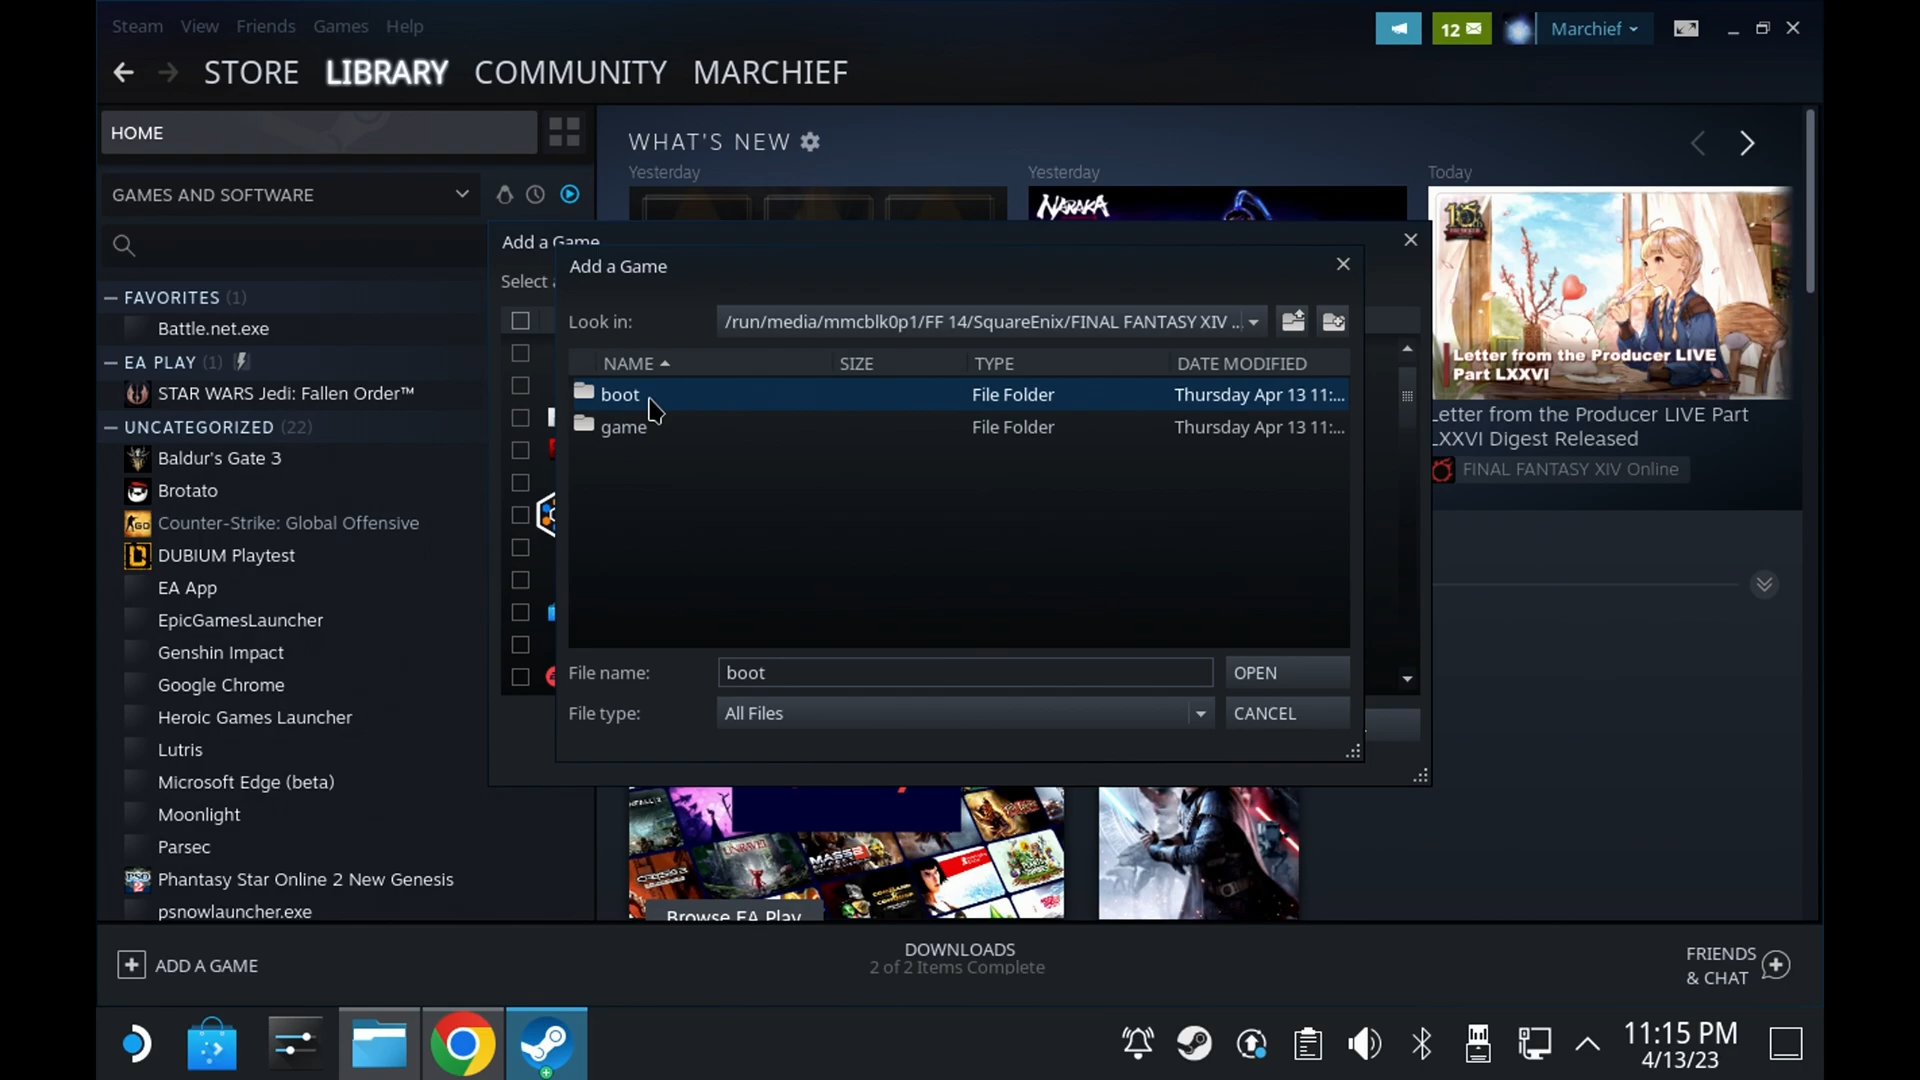 Steam View Friends Games Help
12
Marchief
STORE LIBRARY COMMUNITY MARCHIEF
HOME
GAMES AND SOFTWARE
FAVORITES (1)
Battle.net.exe
EA PLAY (1)
STAR WARS Jedi: Fallen Order™
UNCATEGORIZED (22)
Baldur's Gate 3
Brotato
Counter-Strike: Global Offensive
DUBIUM Playtest
EA App
EpicGamesLauncher
Genshin Impact
Google Chrome
Heroic Games Launcher
Lutris
Microsoft Edge (beta)
Moonlight
Parsec
Phantasy Star Online 2 New Genesis
psnowlauncher.exe
WHAT'S NEW
Yesterday
Yesterday
Today
NARAKA
Letter from the Producer LIVE
Part LXXVI
Letter from the Producer LIVE Part
LXXVI Digest Released
FINAL FANTASY XIV Online
Add a Game
Select a
Add a Game
Look in:
/run/media/mmcblk0p1/FF 14/SquareEnix/FINAL FANTASY XIV ..
NAME SIZE TYPE DATE MODIFIED
boot File Folder Thursday Apr 13 11:...
game File Folder Thursday Apr 13 11:...
File name: boot OPEN
File type: All Files CANCEL
UNRAVEL
MASS
Browse EA Play
ADD A GAME
DOWNLOADS
2 of 2 Items Complete
FRIENDS
& CHAT
11:15 PM
4/13/23